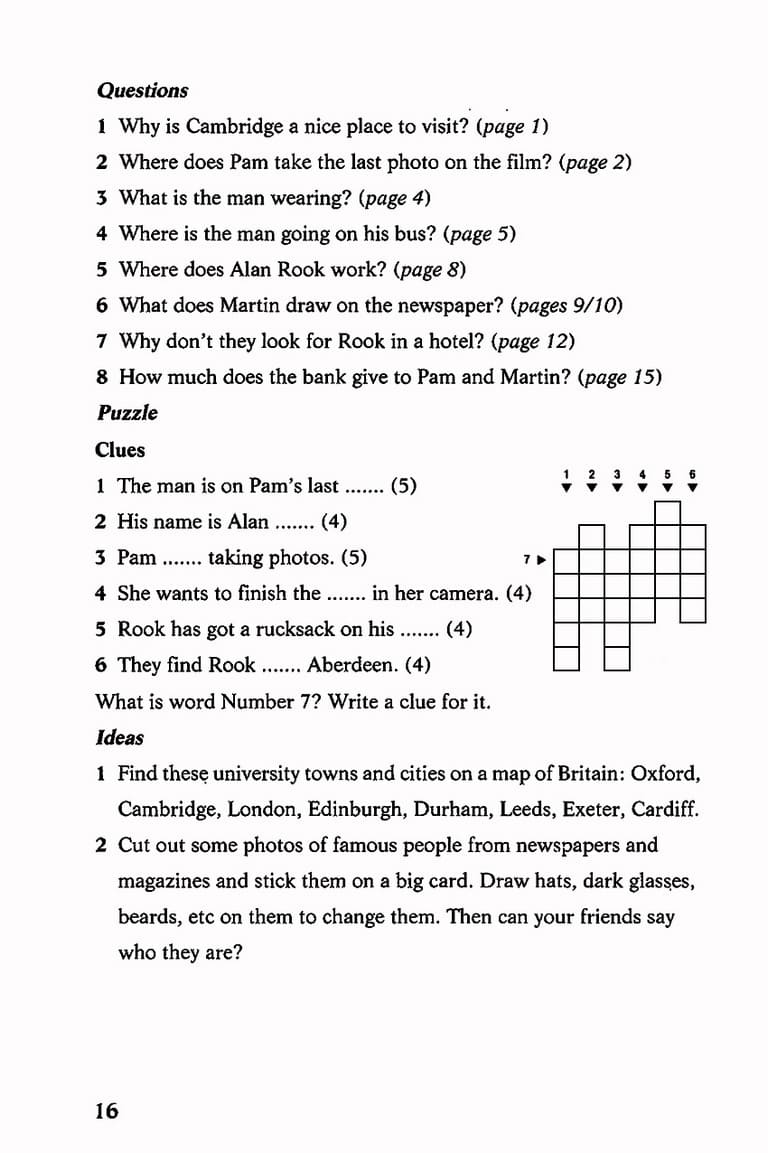 Questions
1 Why is Cambridge a nice place to visit? (page 1)
2 Where does Pam take the last photo on the film? (page 2)
3 What is the man wearing? (page 4)
4 Where is the man going on his bus? (page 5)
5 Where does Alan Rook work? (page 8)
6 What does Martin draw on the newspaper? (pages 9/10)
7 Why don't they look for Rook in a hotel? (page 12)
8 How much does the bank give to Pam and Martin? (page 15)
Puzzle
Clues
1 The man is on Pam's last ....... (5)
2 His name is Alan ....... (4)
3 Pam ....... taking photos. (5)
4 She wants to finish the ....... in her camera. (4)
5 Rook has got a rucksack on his ....... (4)
6 They find Rook ....... Aberdeen. (4)
1 2 3 4 5 6
7
What is word Number 7? Write a clue for it.
Ideas
1 Find these university towns and cities on a map of Britain: Oxford,
Cambridge, London, Edinburgh, Durham, Leeds, Exeter, Cardiff.
2 Cut out some photos of famous people from newspapers and
magazines and stick them on a big card. Draw hats, dark glasses,
beards, etc on them to change them. Then can your friends say
who they are?
16